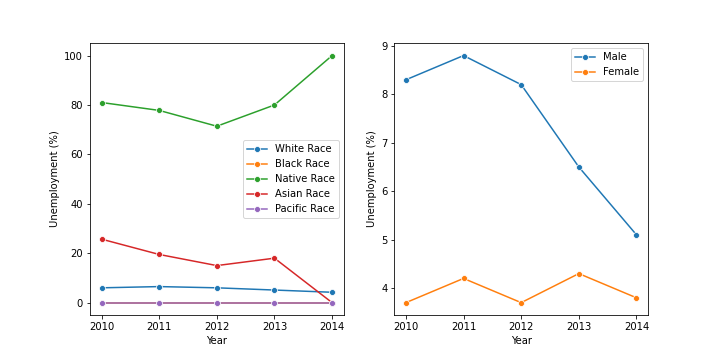 100
80
60
40
20
0
Unemployment (%)
2010 2011 2012 2013 2014
Year
White Race
Black Race
Native Race
Asian Race
Pacific Race
9
8
7
6
5
4
Unemployment (%)
2010 2011 2012 2013 2014
Year
Male
Female